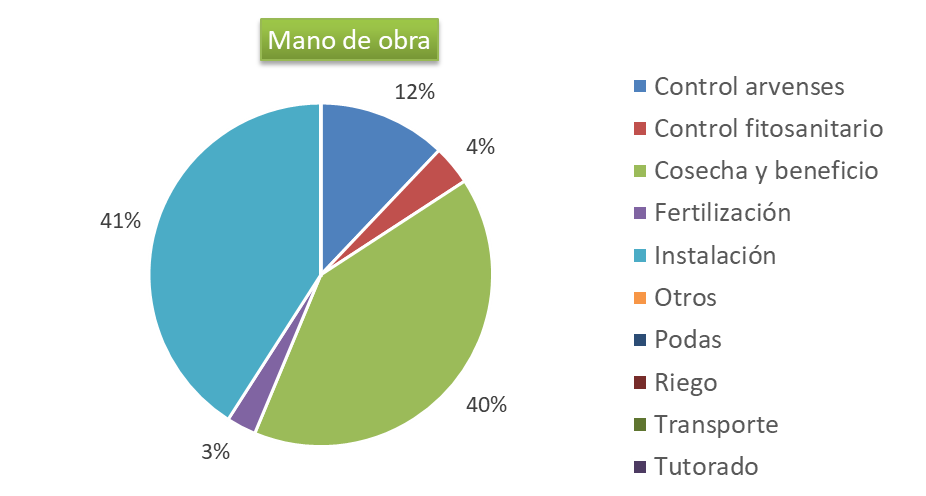 Mano de obra
12%
4%
41%
40%
3%
Control arvenses
Control fitosanitario
Cosecha y beneficio
Fertilización
Instalación
Otros
Podas
Riego
Transporte
Tutorado